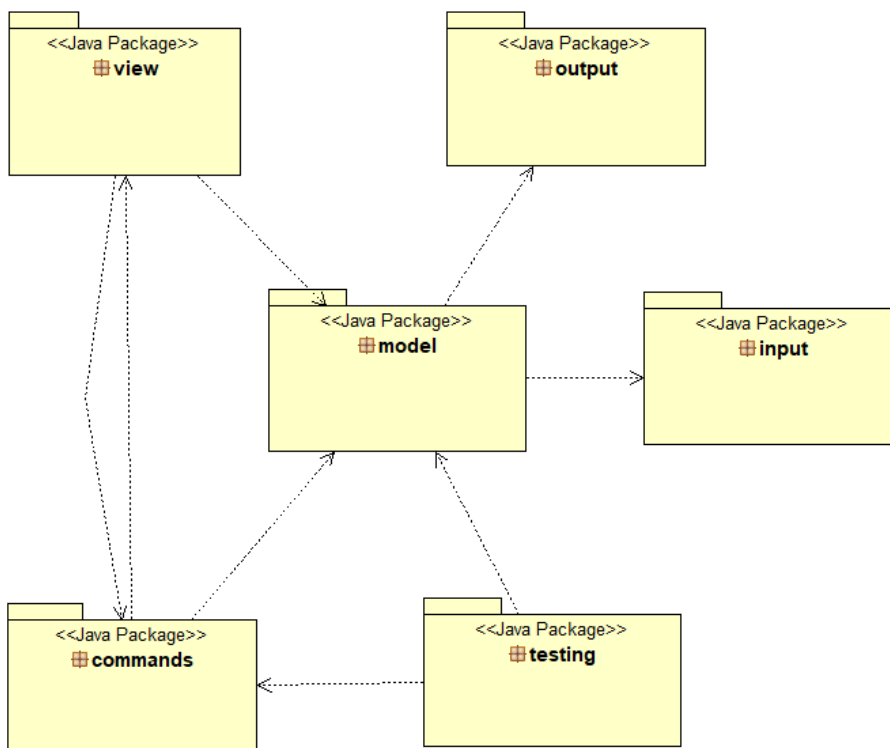 <<Java Package>>
view
<<Java Package>>
output
<<Java Package>>
model
<<Java Package>>
input
<<Java Package>>
commands
<<Java Package>>
testing